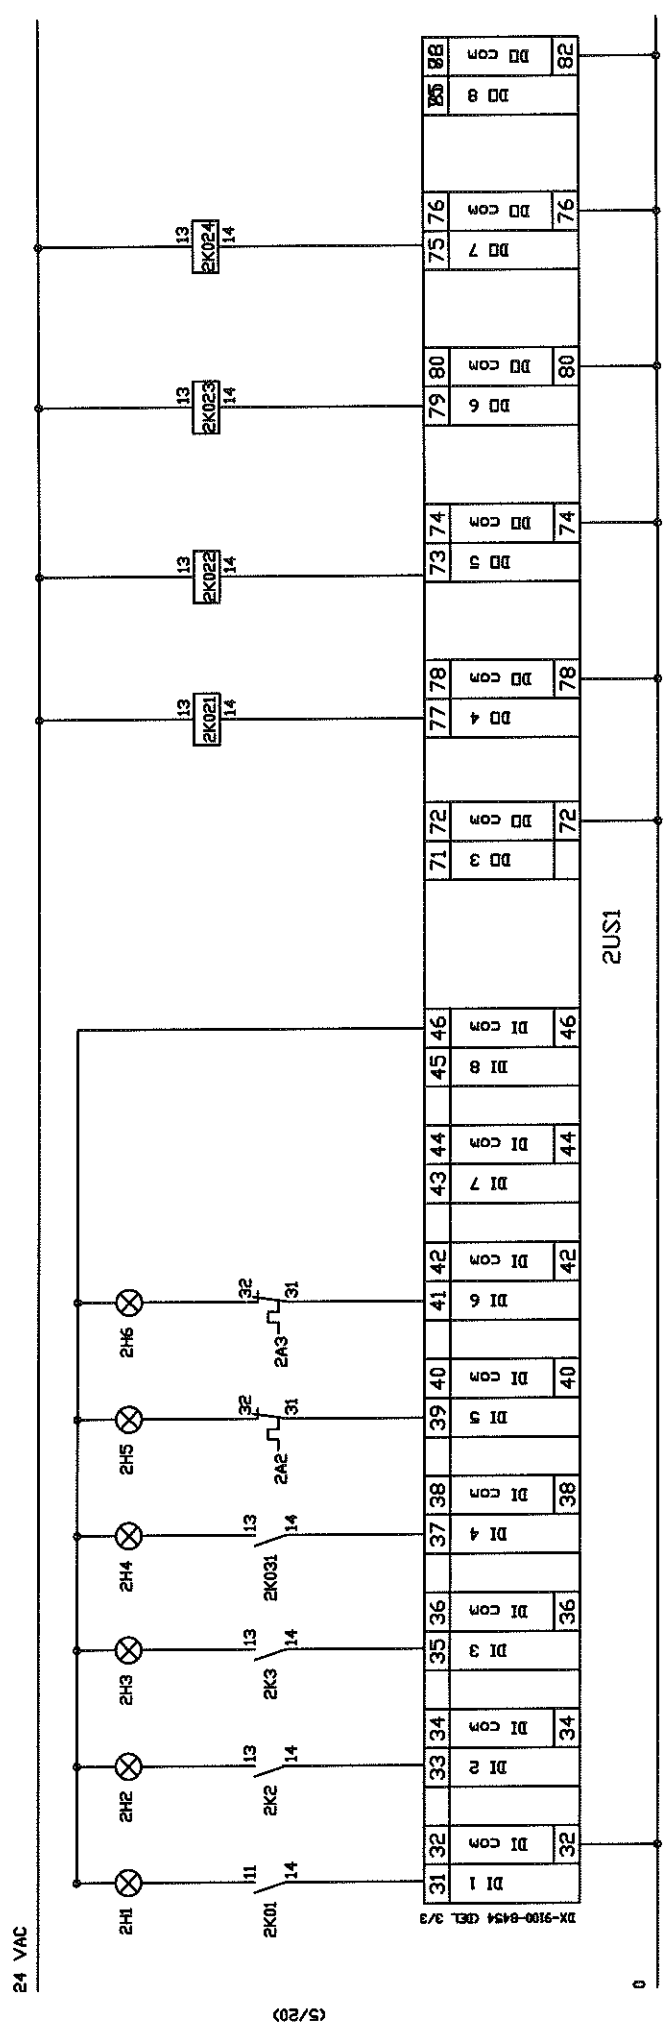 24 VAC
(5/20)
0
2H1
2H2
2H3
2H4
2H5
2H6
11
14
2K01
13
14
2K2
13
14
2K3
13
14
2K031
32
31
2A2
32
31
2A3
13
14
2K021
13
14
2K022
13
14
2K023
13
14
2K024
DX-9100-8454 (DEL 3/3
31 DI 1
32 DI com 32
33 DI 2
34 DI com 34
35 DI 3
36 DI com 36
37 DI 4
38 DI com 38
39 DI 5
40 DI com 40
41 DI 6
42 DI com 42
43 DI 7
44 DI com 44
45 DI 8
46 DI com 46
2US1
71 DO 3
72 DO com 72
77 DO 4
78 DO com 78
73 DO 5
74 DO com 74
79 DO 6
80 DO com 80
75 DO 7
76 DO com 76
DO 8
DO com 82